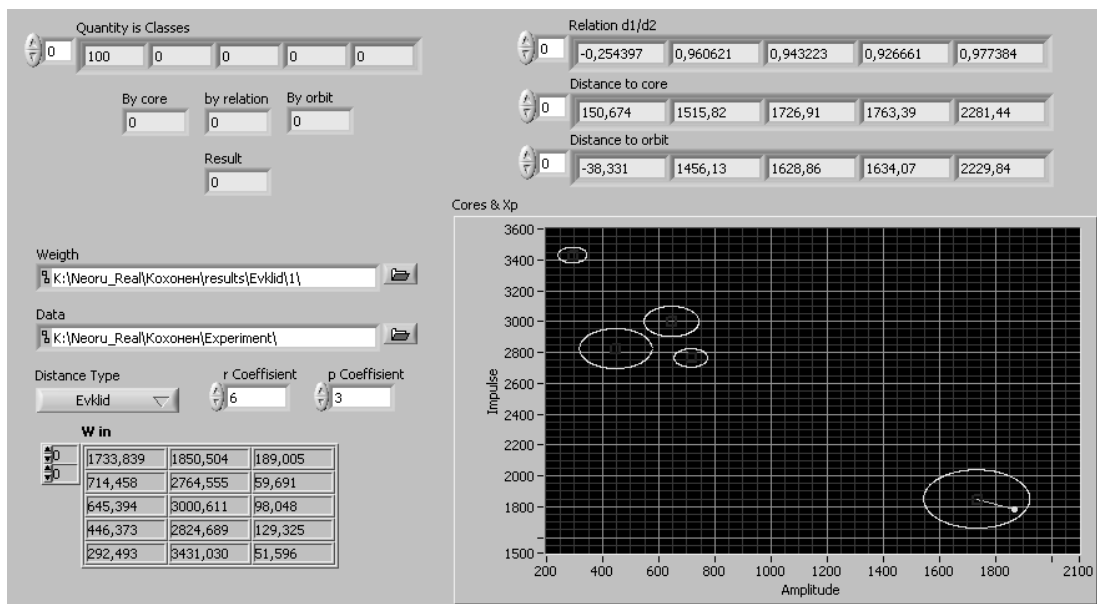 Quantity is Classes
0 100 0 0 0 0
By core by relation By orbit
0 0 0
Result
0
Relation d1/d2
0 -0,254397 0,960621 0,943223 0,926661 0,977384
Distance to core
0 150,674 1515,82 1726,91 1763,39 2281,44
Distance to orbit
0 -38,331 1456,13 1628,86 1634,07 2229,84
Weigth
K:\Neoru_Real\Кохонен\results\Evklid\1\
Data
K:\Neoru_Real\Кохонен\Experiment\
Distance Type r Coeffisient p Coeffisient
Evklid 6 3
W in
0
0
1733,839 1850,504 189,005
714,458 2764,555 59,691
645,394 3000,611 98,048
446,373 2824,689 129,325
292,493 3431,030 51,596
Cores & Xp
3600
3400
3200
3000
2800
2600
2400
2200
2000
1800
1500
Impulse
200 400 600 800 1000 1200 1400 1600 1800 2100
Amplitude